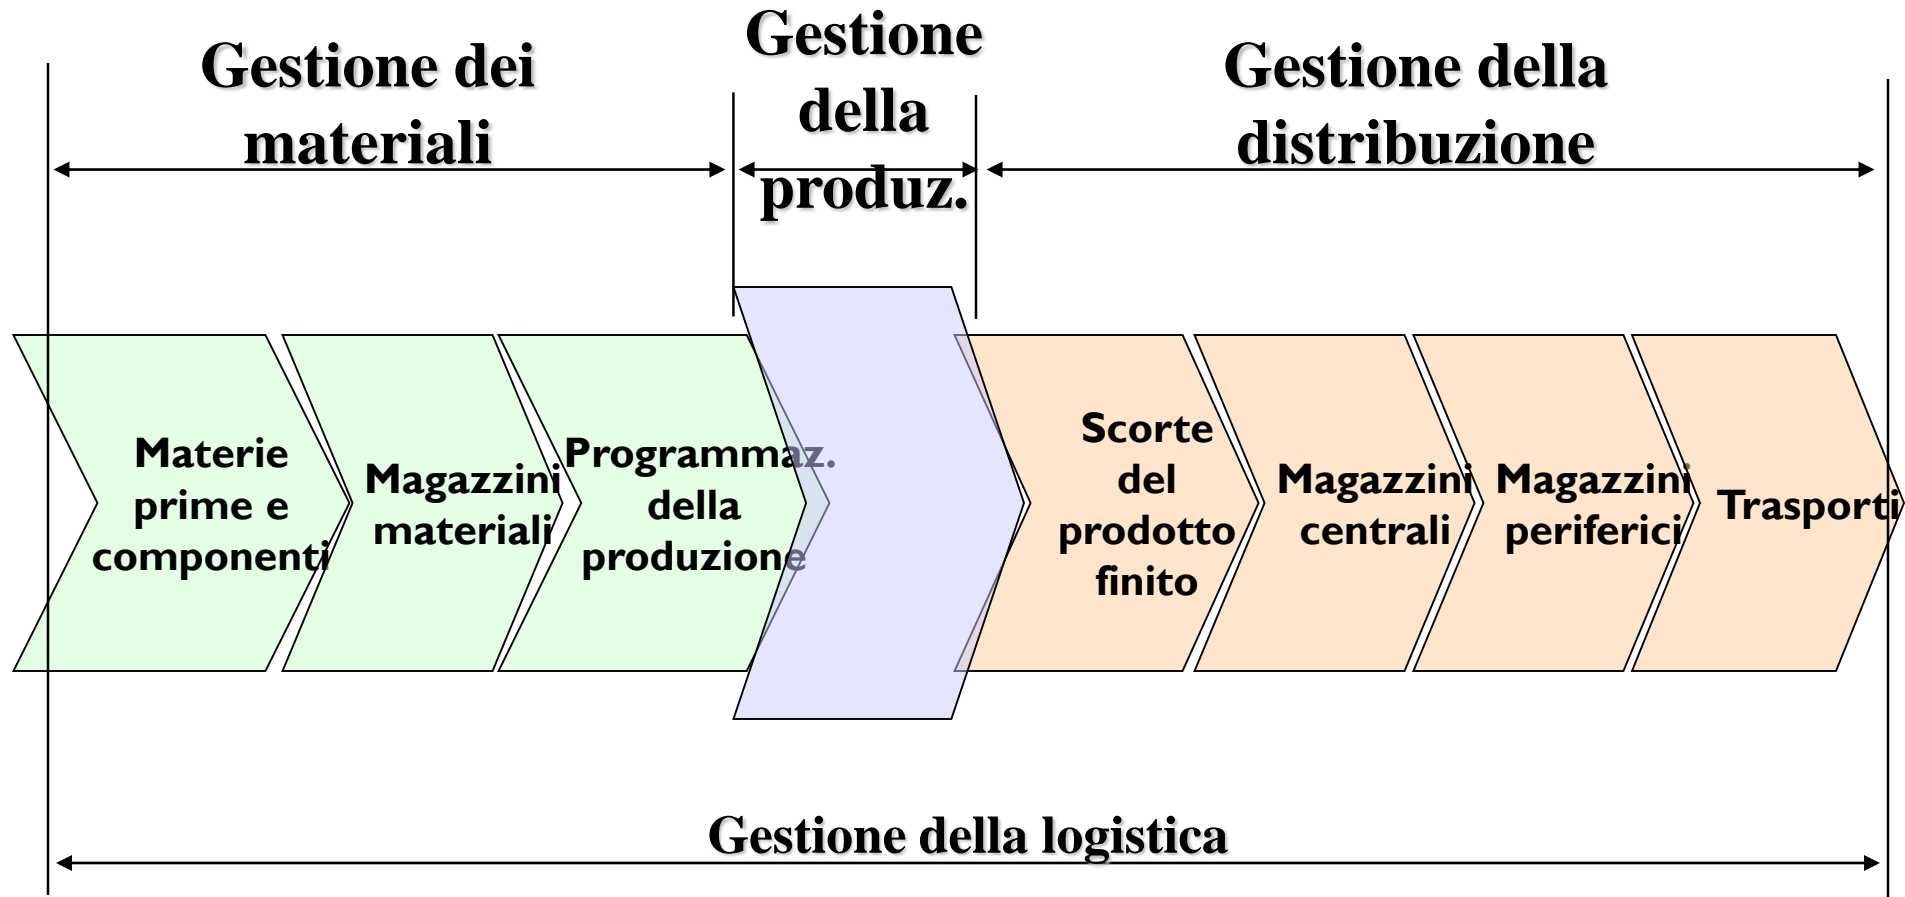 Gestione dei
materiali
Gestione
della
produz.
Gestione della
distribuzione
Materie
prime e
componenti
Magazzini
materiali
Programmaz.
della
produzione
Scorte
del
prodotto
finito
Magazzini
centrali
Magazzini
periferici
Trasporti
Gestione della logistica